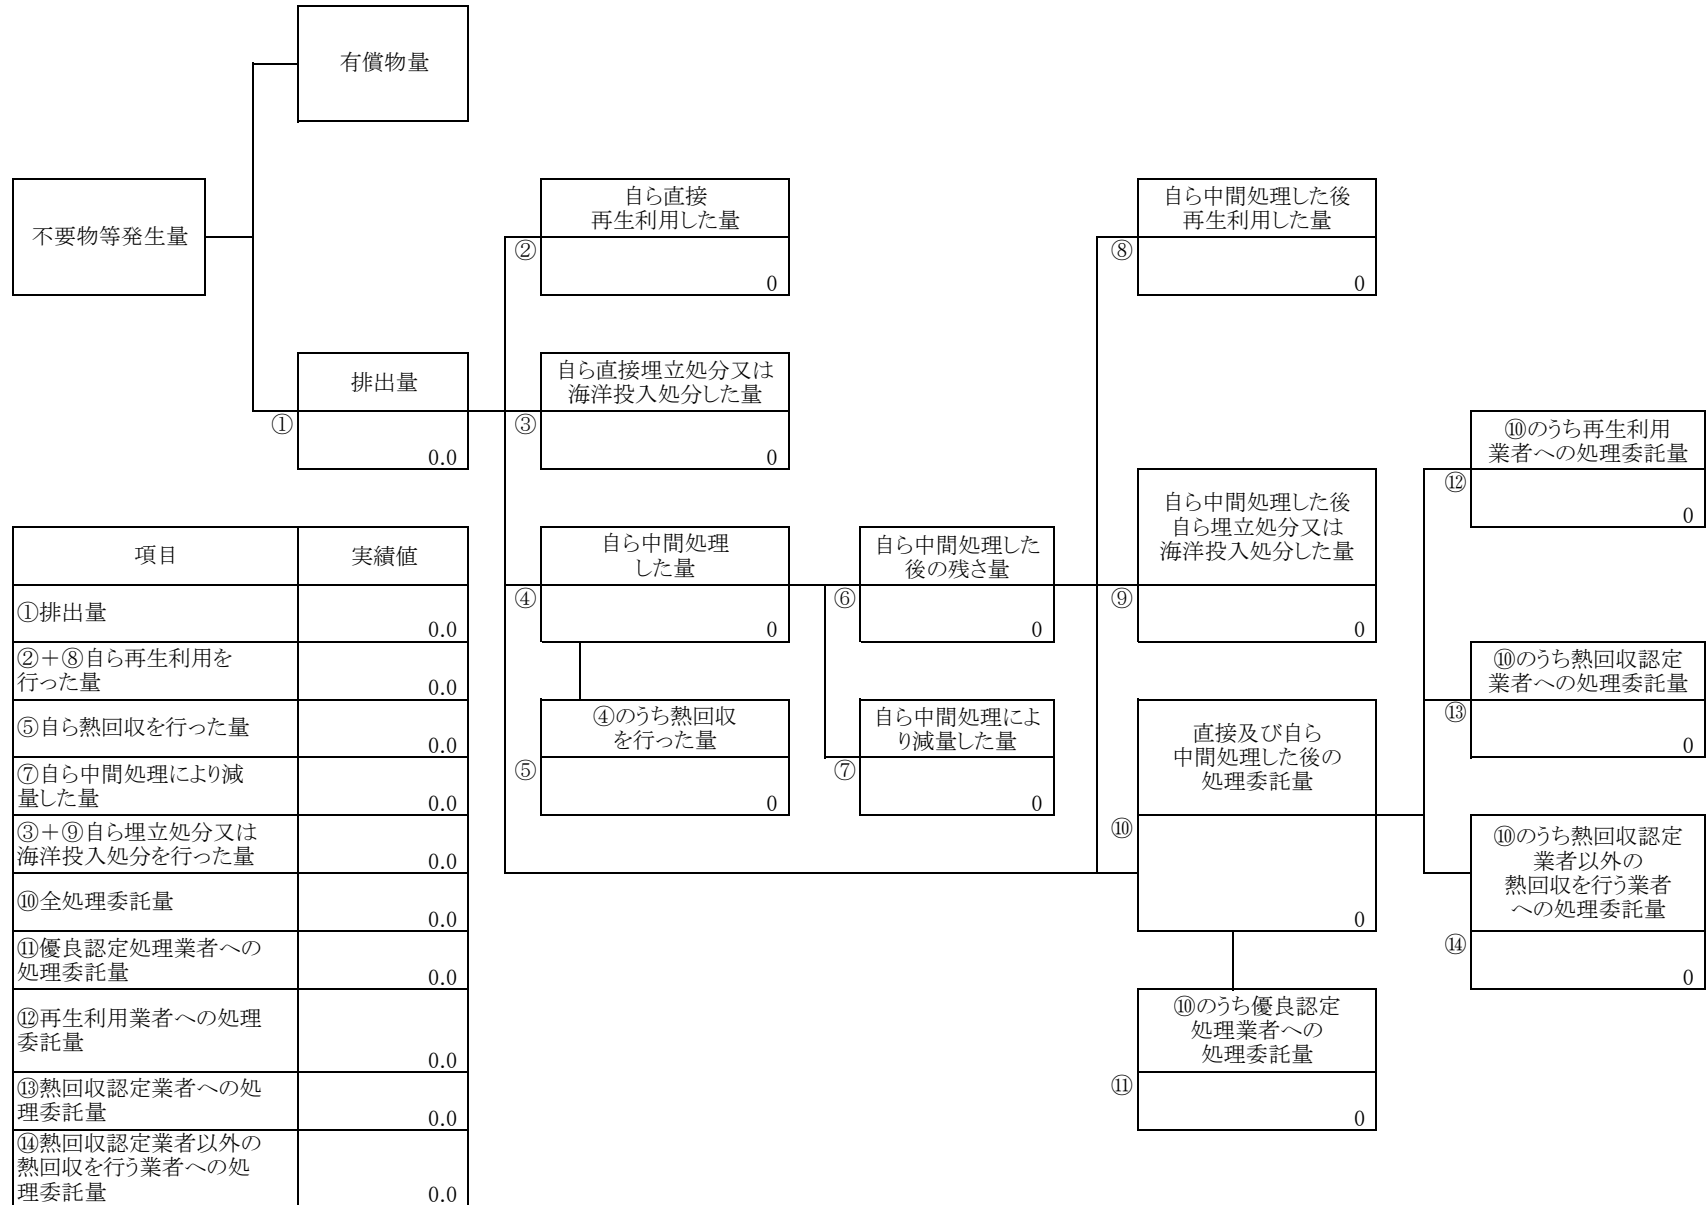 有償物量
不要物等発生量
自ら直接
再生利用した量
②
0
自ら中間処理した後
再生利用した量
⑧
0
排出量
①
0.0
自ら直接埋立処分又は
海洋投入処分した量
③
0
⑩のうち再生利用
業者への処理委託量
⑫
0
自ら中間処理
した量
④
0
自ら中間処理した
後の残さ量
⑥
0
自ら中間処理した後
自ら埋立処分又は
海洋投入処分した量
⑨
0
⑩のうち熱回収認定
業者への処理委託量
⑬
0
④のうち熱回収
を行った量
⑤
0
自ら中間処理によ
り減量した量
⑦
0
直接及び自ら
中間処理した後の
処理委託量
⑩
0
⑩のうち熱回収認定
業者以外の
熱回収を行う業者
への処理委託量
⑭
0
⑩のうち優良認定
処理業者への
処理委託量
⑪
0
項目 実績値
①排出量
0.0
②＋⑧自ら再生利用を
行った量
0.0
⑤自ら熱回収を行った量
0.0
⑦自ら中間処理により減
量した量
0.0
③＋⑨自ら埋立処分又は
海洋投入処分を行った量
0.0
⑩全処理委託量
0.0
⑪優良認定処理業者への
処理委託量
0.0
⑫再生利用業者への処理
委託量
0.0
⑬熱回収認定業者への処
理委託量
0.0
⑭熱回収認定業者以外の
熱回収を行う業者への処
理委託量
0.0